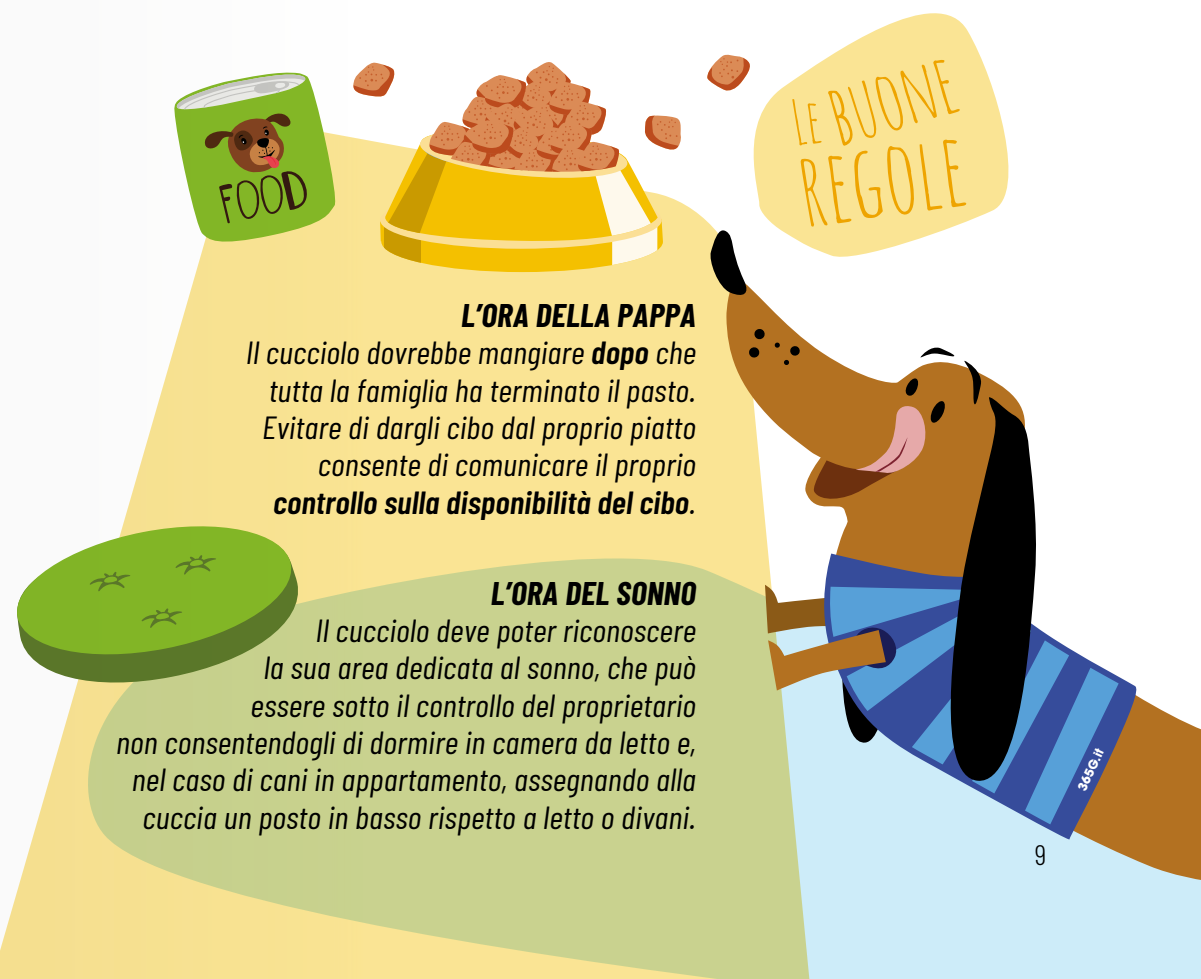 FOOD
LE BUONE
REGOLE
L'ORA DELLA PAPPA
Il cucciolo dovrebbe mangiare dopo che
tutta la famiglia ha terminato il pasto.
Evitare di dargli cibo dal proprio piatto
consente di comunicare il proprio
controllo sulla disponibilità del cibo.
L'ORA DEL SONNO
Il cucciolo deve poter riconoscere
la sua area dedicata al sonno, che può
essere sotto il controllo del proprietario
non consentendogli di dormire in camera da letto e,
nel caso di cani in appartamento, assegnando alla
cuccia un posto in basso rispetto a letto o divani.
365G.it
9